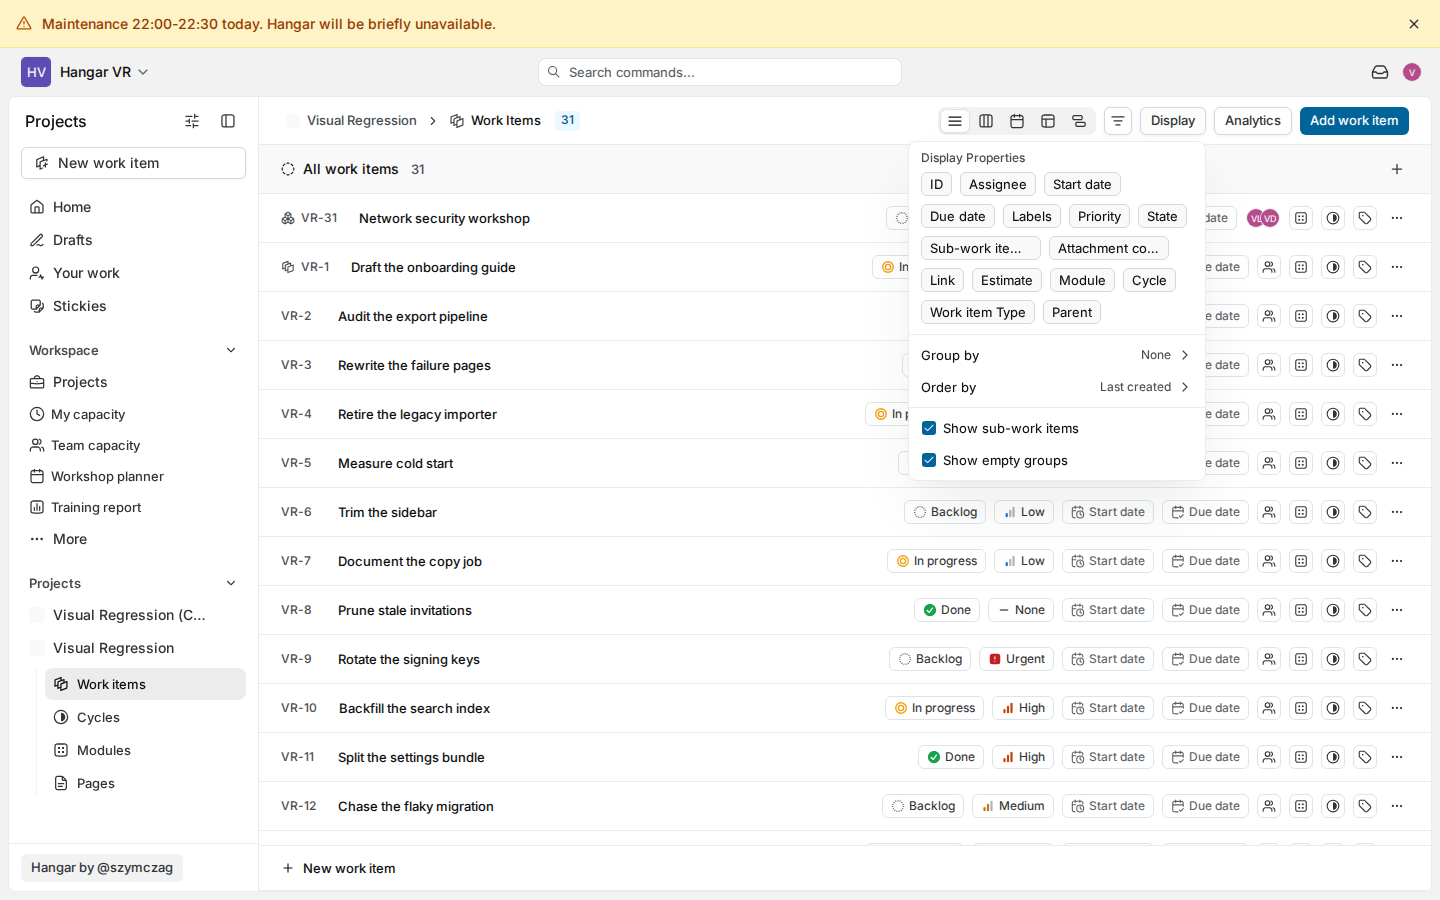 Maintenance 22:00-22:30 today. Hangar will be briefly unavailable.
HV Hangar VR
Search commands...
V
Projects
New work item
Home
Drafts
Your work
Stickies
Workspace
Projects
My capacity
Team capacity
Workshop planner
Training report
More
Projects
Visual Regression (C...
Visual Regression
Work items
Cycles
Modules
Pages
Hangar by @szymczag
Visual Regression Work Items 31
Display Analytics Add work item
All work items 31
Display Properties
ID Assignee Start date
Due date Labels Priority State
Sub-work ite... Attachment co...
Link Estimate Module Cycle
Work item Type Parent
Group by None
Order by Last created
Show sub-work items
Show empty groups
VR-31 Network security workshop date VD
VR-1 Draft the onboarding guide In e date
VR-2 Audit the export pipeline e date
VR-3 Rewrite the failure pages e date
VR-4 Retire the legacy importer In p e date
VR-5 Measure cold start e date
VR-6 Trim the sidebar Backlog Low Start date Due date
VR-7 Document the copy job In progress Low Start date Due date
VR-8 Prune stale invitations Done None Start date Due date
VR-9 Rotate the signing keys Backlog Urgent Start date Due date
VR-10 Backfill the search index In progress High Start date Due date
VR-11 Split the settings bundle Done High Start date Due date
VR-12 Chase the flaky migration Backlog Medium Start date Due date
New work item